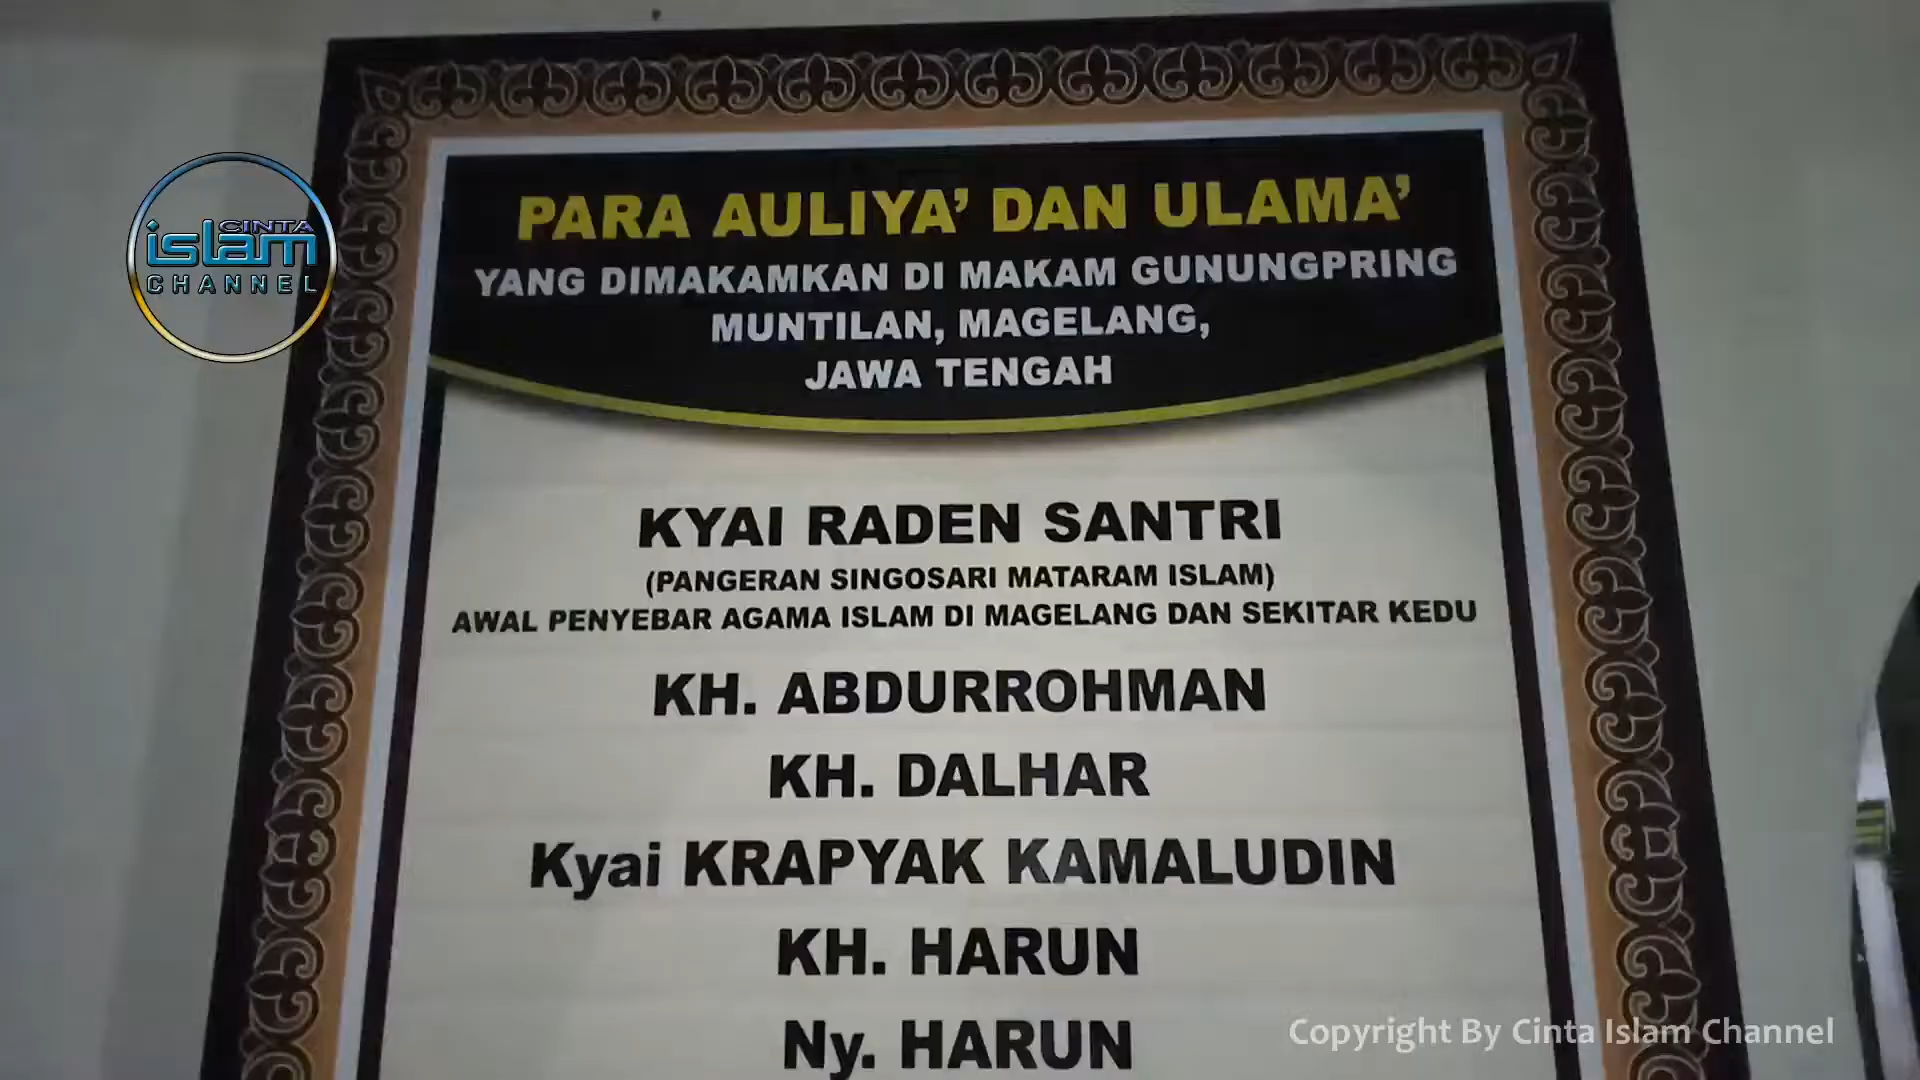 PARA AULIYA' DAN ULAMA'
YANG DIMAKAMKAN DI MAKAM GUNUNGPRING
MUNTILAN, MAGELANG,
JAWA TENGAH
CINTA
islam
CHANNEL
KYAI RADEN SANTRI
(PANGERAN SINGOSARI MATARAM ISLAM)
AWAL PENYEBAR AGAMA ISLAM DI MAGELANG DAN SEKITAR KEDU
KH. ABDURROHMAN
KH. DALHAR
Kyai KRAPYAK KAMALUDIN
KH. HARUN
Ny. HARUN
Copyright By Cinta Islam Channel